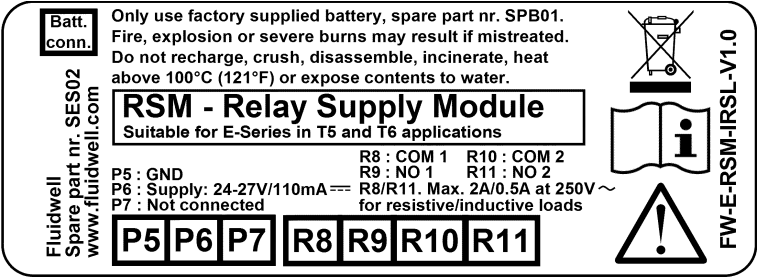 Batt.
conn.
Only use factory supplied battery, spare part nr. SPB01.
Fire, explosion or severe burns may result if mistreated.
Do not recharge, crush, disassemble, incinerate, heat
above 100°C (121°F) or expose contents to water.
RSM - Relay Supply Module
Suitable for E-Series in T5 and T6 applications
P5 : GND
P6 : Supply: 24-27V/110mA ⎓
P7 : Not connected
R8 : COM 1 R10 : COM 2
R9 : NO 1 R11 : NO 2
R8/R11. Max. 2A/0.5A at 250V ~
for resistive/inductive loads
P5 P6 P7 R8 R9 R10 R11
Fluidwell
Spare part nr. SES02
www.fluidwell.com
FW-E-RSM-IRSL-V1.0
i
!